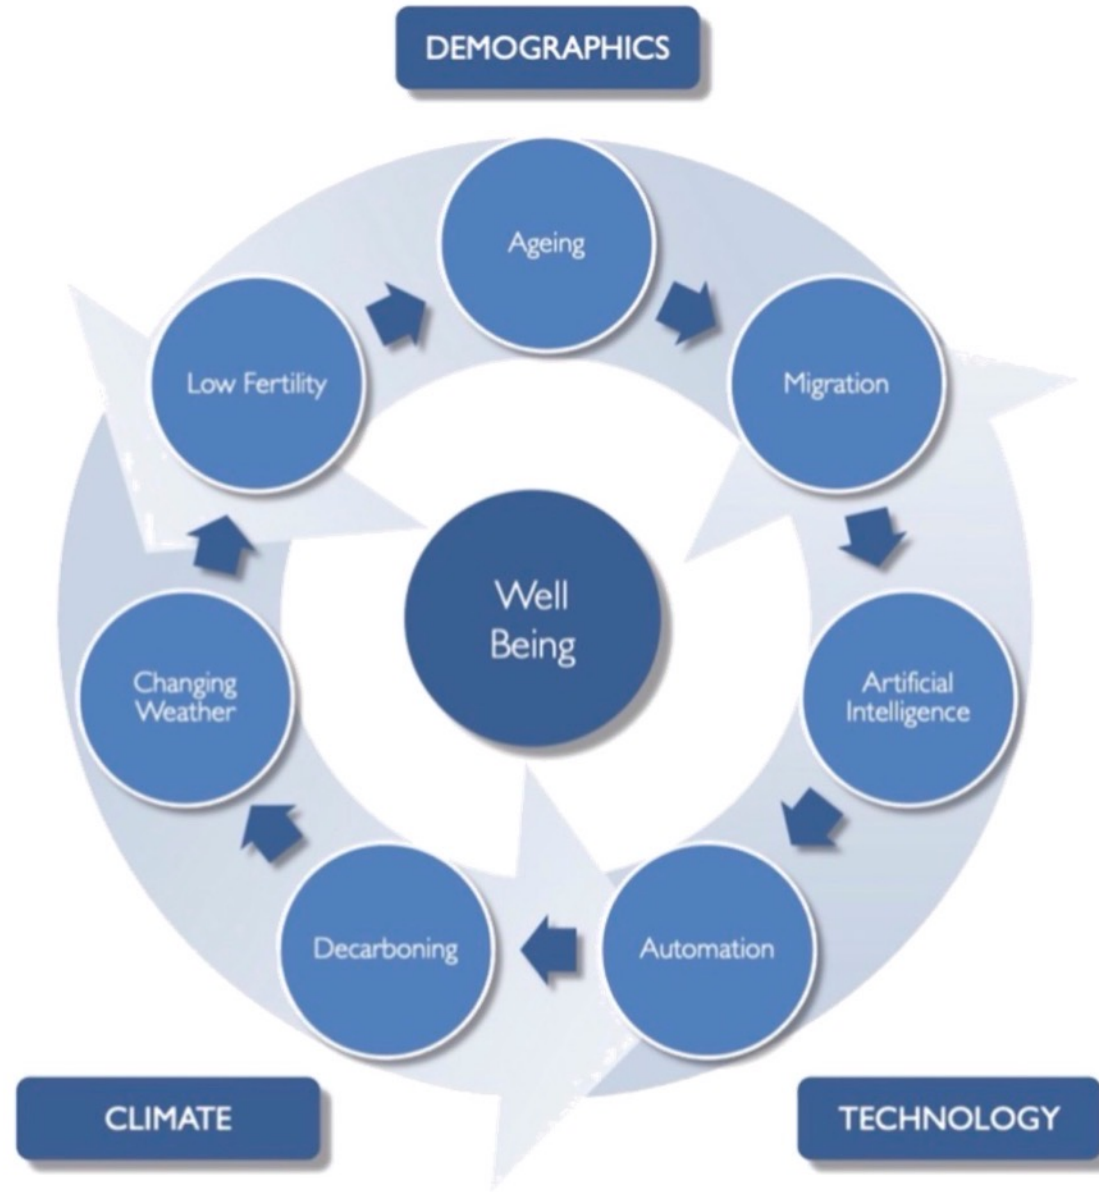 DEMOGRAPHICS
Ageing
Low Fertility
Migration
Well
Being
Changing
Weather
Artificial
Intelligence
Decarboning
Automation
CLIMATE
TECHNOLOGY